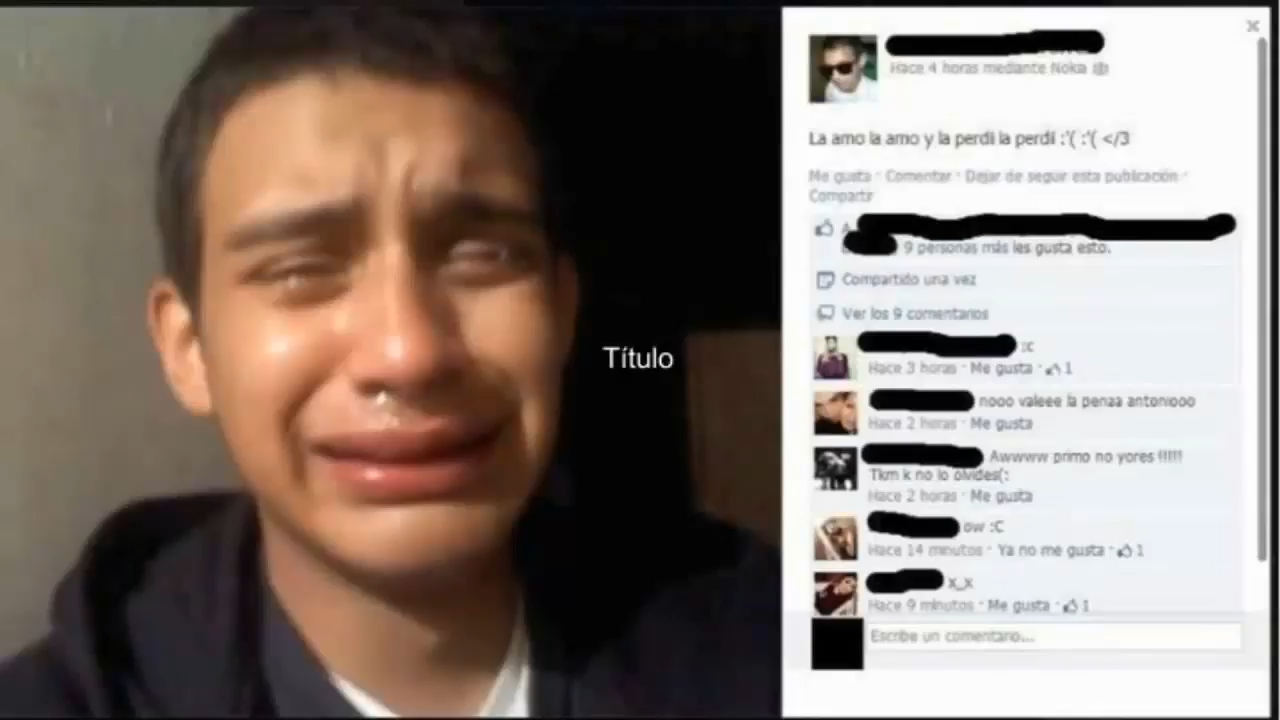 Título
Hace 4 horas mediante Nokia
La amo la amo y la perdi la perdi :'( :'( </3
Me gusta · Comentar · Dejar de seguir esta publicación ·
Compartir
A
9 personas más les gusta esto.
Compartido una vez
Ver los 9 comentarios
:c
Hace 3 horas · Me gusta · 1
nooo valeee la penaa antoniooo
Hace 2 horas · Me gusta
Awwww primo no yores !!!!!
Tkm k no lo olvides(:
Hace 2 horas · Me gusta
ow :C
Hace 14 minutos · Ya no me gusta · 1
x_x
Hace 9 minutos · Me gusta · 1
Escribe un comentario...